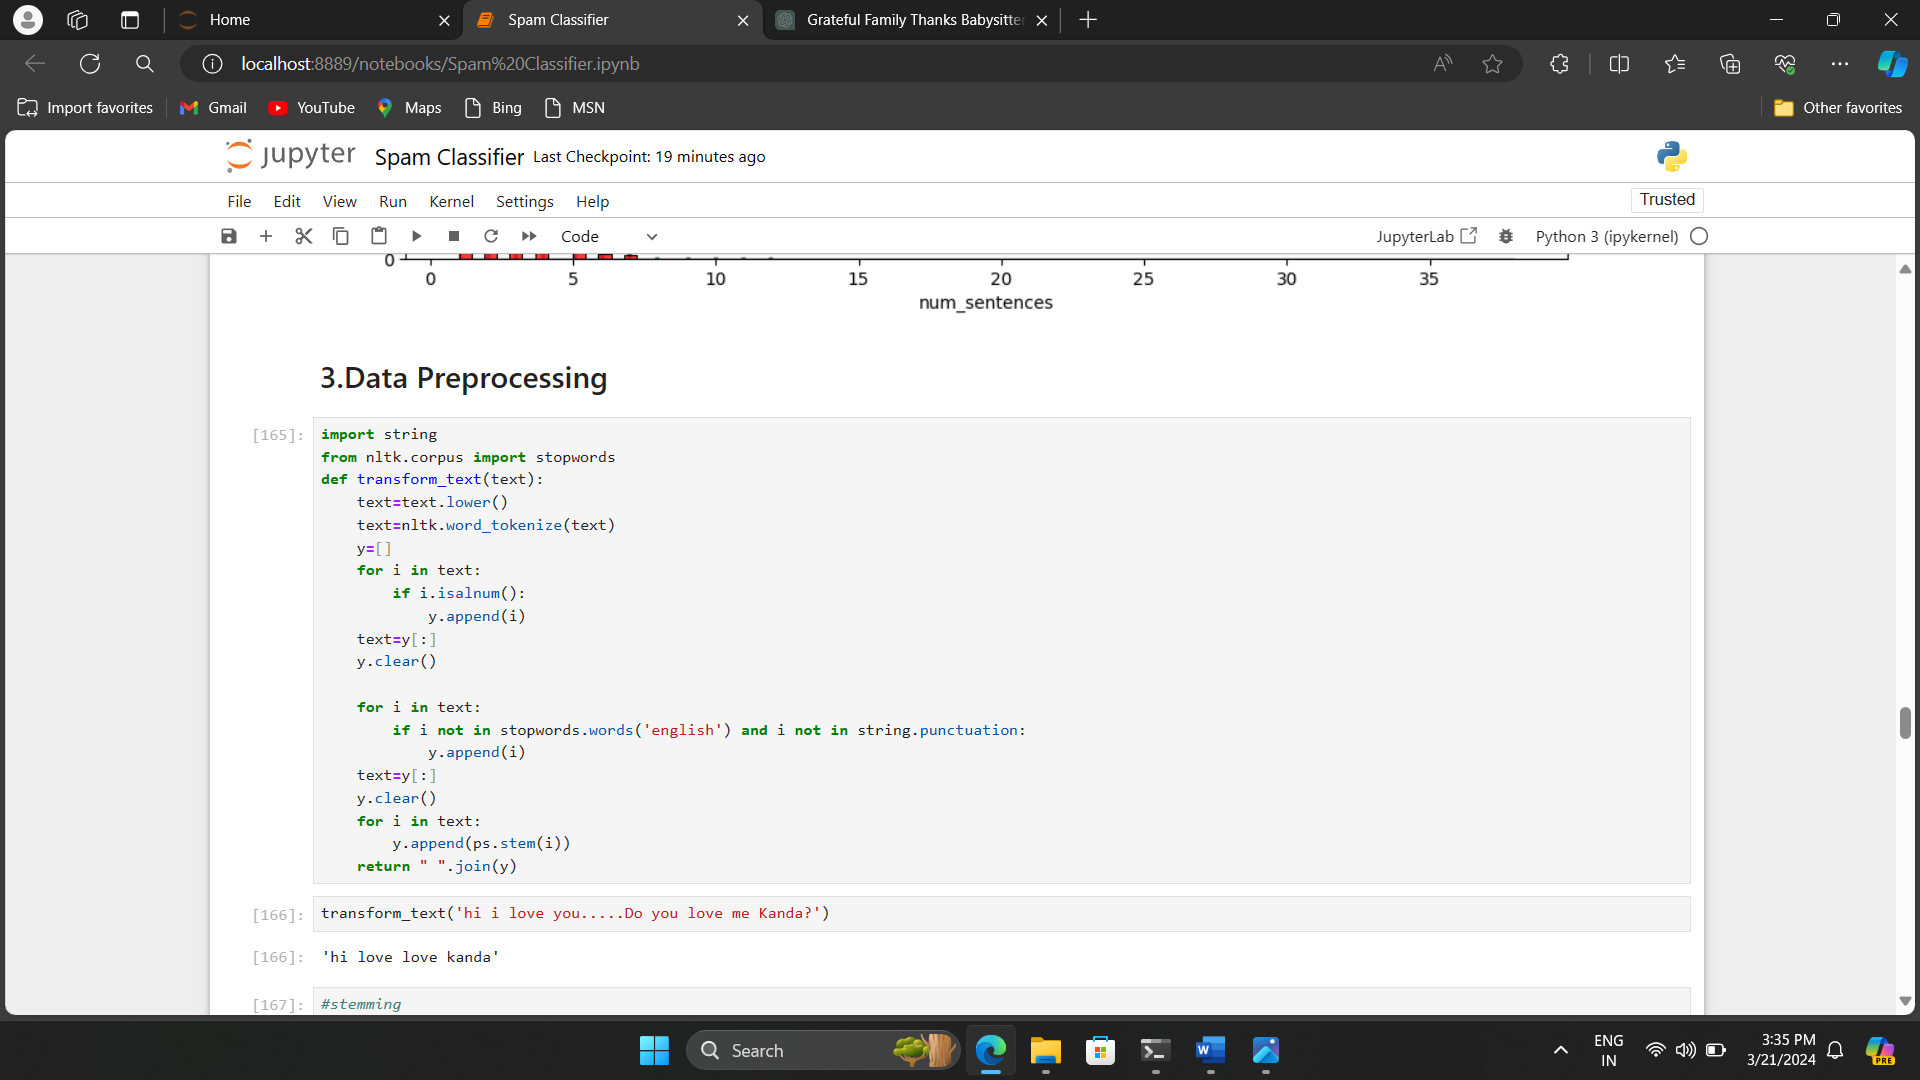 Home
Spam Classifier
Grateful Family Thanks Babysitter
localhost:8889/notebooks/Spam%20Classifier.ipynb
Import favorites
Gmail
YouTube
Maps
Bing
MSN
Other favorites
jupyter
Spam Classifier Last Checkpoint: 19 minutes ago
File Edit View Run Kernel Settings Help
Trusted
Code
JupyterLab
Python 3 (ipykernel)
0
0 5 10 15 20 25 30 35
num_sentences
3.Data Preprocessing
[165]:
import string
from nltk.corpus import stopwords
def transform_text(text):
    text=text.lower()
    text=nltk.word_tokenize(text)
    y=[]
    for i in text:
        if i.isalnum():
            y.append(i)
    text=y[:]
    y.clear()
    for i in text:
        if i not in stopwords.words('english') and i not in string.punctuation:
            y.append(i)
    text=y[:]
    y.clear()
    for i in text:
        y.append(ps.stem(i))
    return " ".join(y)
[166]: transform_text('hi i love you.....Do you love me Kanda?')
[166]: 'hi love love kanda'
[167]: #stemming
Search
ENG
IN
3:35 PM
3/21/2024
PRE